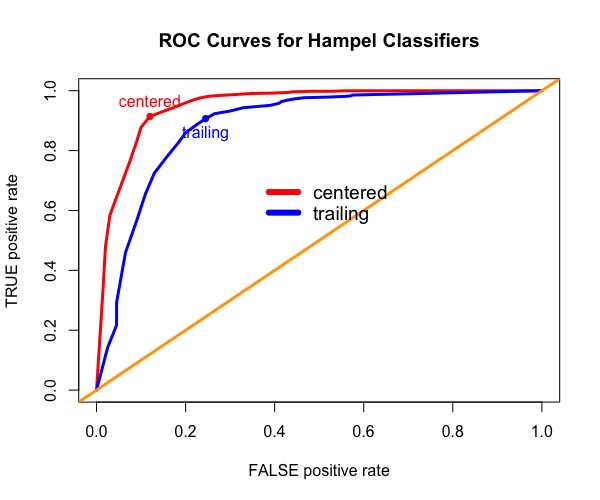 ROC Curves for Hampel Classifiers
centered
trailing
centered
trailing
TRUE positive rate
1.0
0.8
0.6
0.4
0.2
0.0
0.0 0.2 0.4 0.6 0.8 1.0
FALSE positive rate